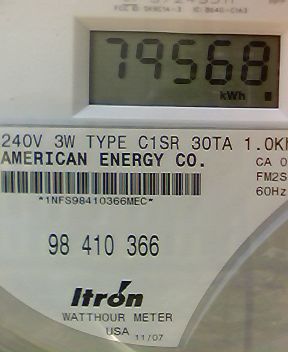 79568
kWh
240V 3W TYPE C1SR 30TA 1.0Kh
AMERICAN ENERGY CO.
CA 0
FM2S
60Hz
*1NFS98410366MEC*
98 410 366
Itron
WATTHOUR METER
USA 11/07